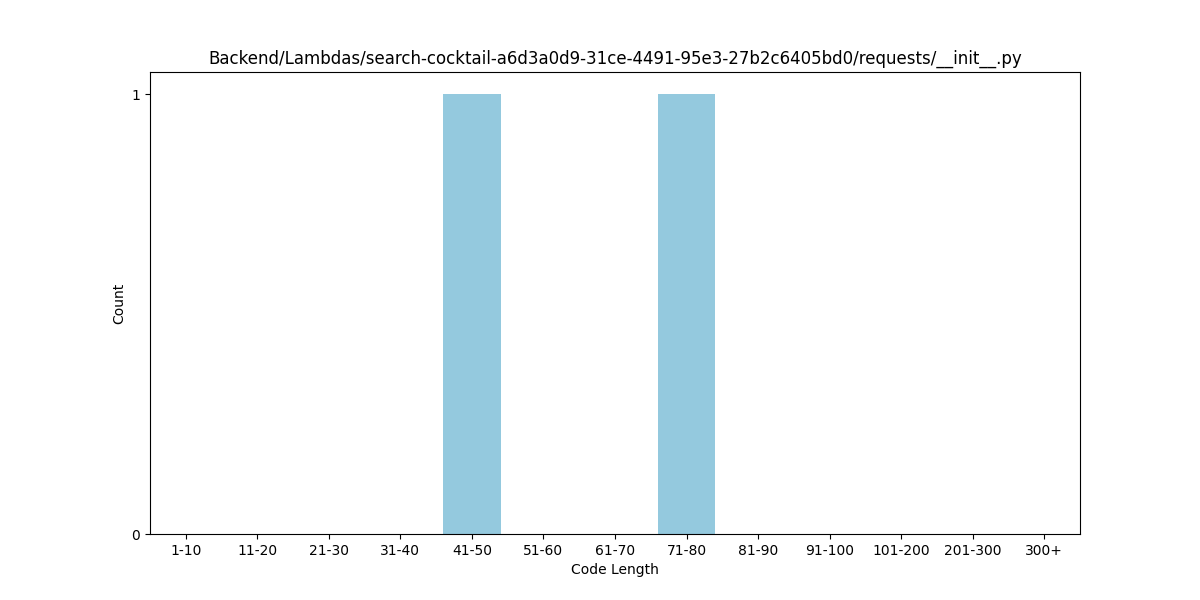 Backend/Lambdas/search-cocktail-a6d3a0d9-31ce-4491-95e3-27b2c6405bd0/requests/__init__.py
1
Count
0
1-10 11-20 21-30 31-40 41-50 51-60 61-70 71-80 81-90 91-100 101-200 201-300 300+
Code Length